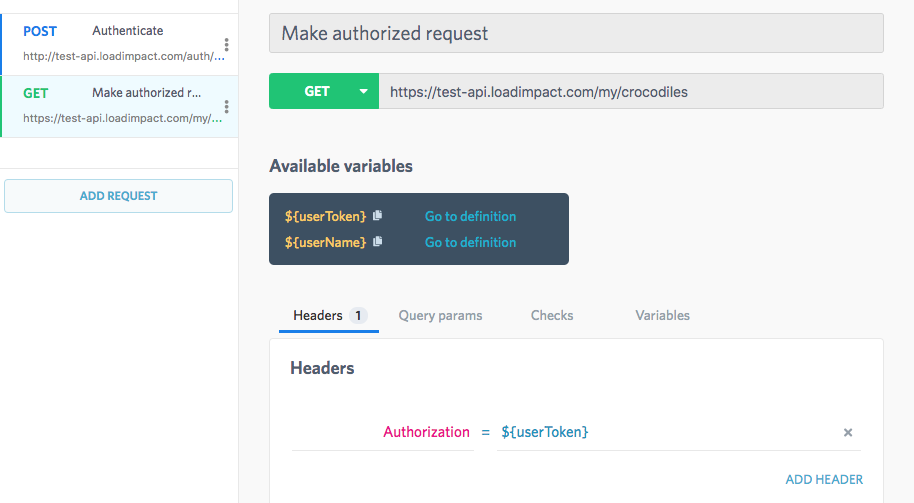 POST Authenticate
http://test-api.loadimpact.com/auth/...
GET Make authorized r...
https://test-api.loadimpact.com/my/...
ADD REQUEST
Make authorized request
GET https://test-api.loadimpact.com/my/crocodiles
Available variables
${userToken} Go to definition
${userName} Go to definition
Headers 1 Query params Checks Variables
Headers
Authorization = ${userToken} ×
ADD HEADER